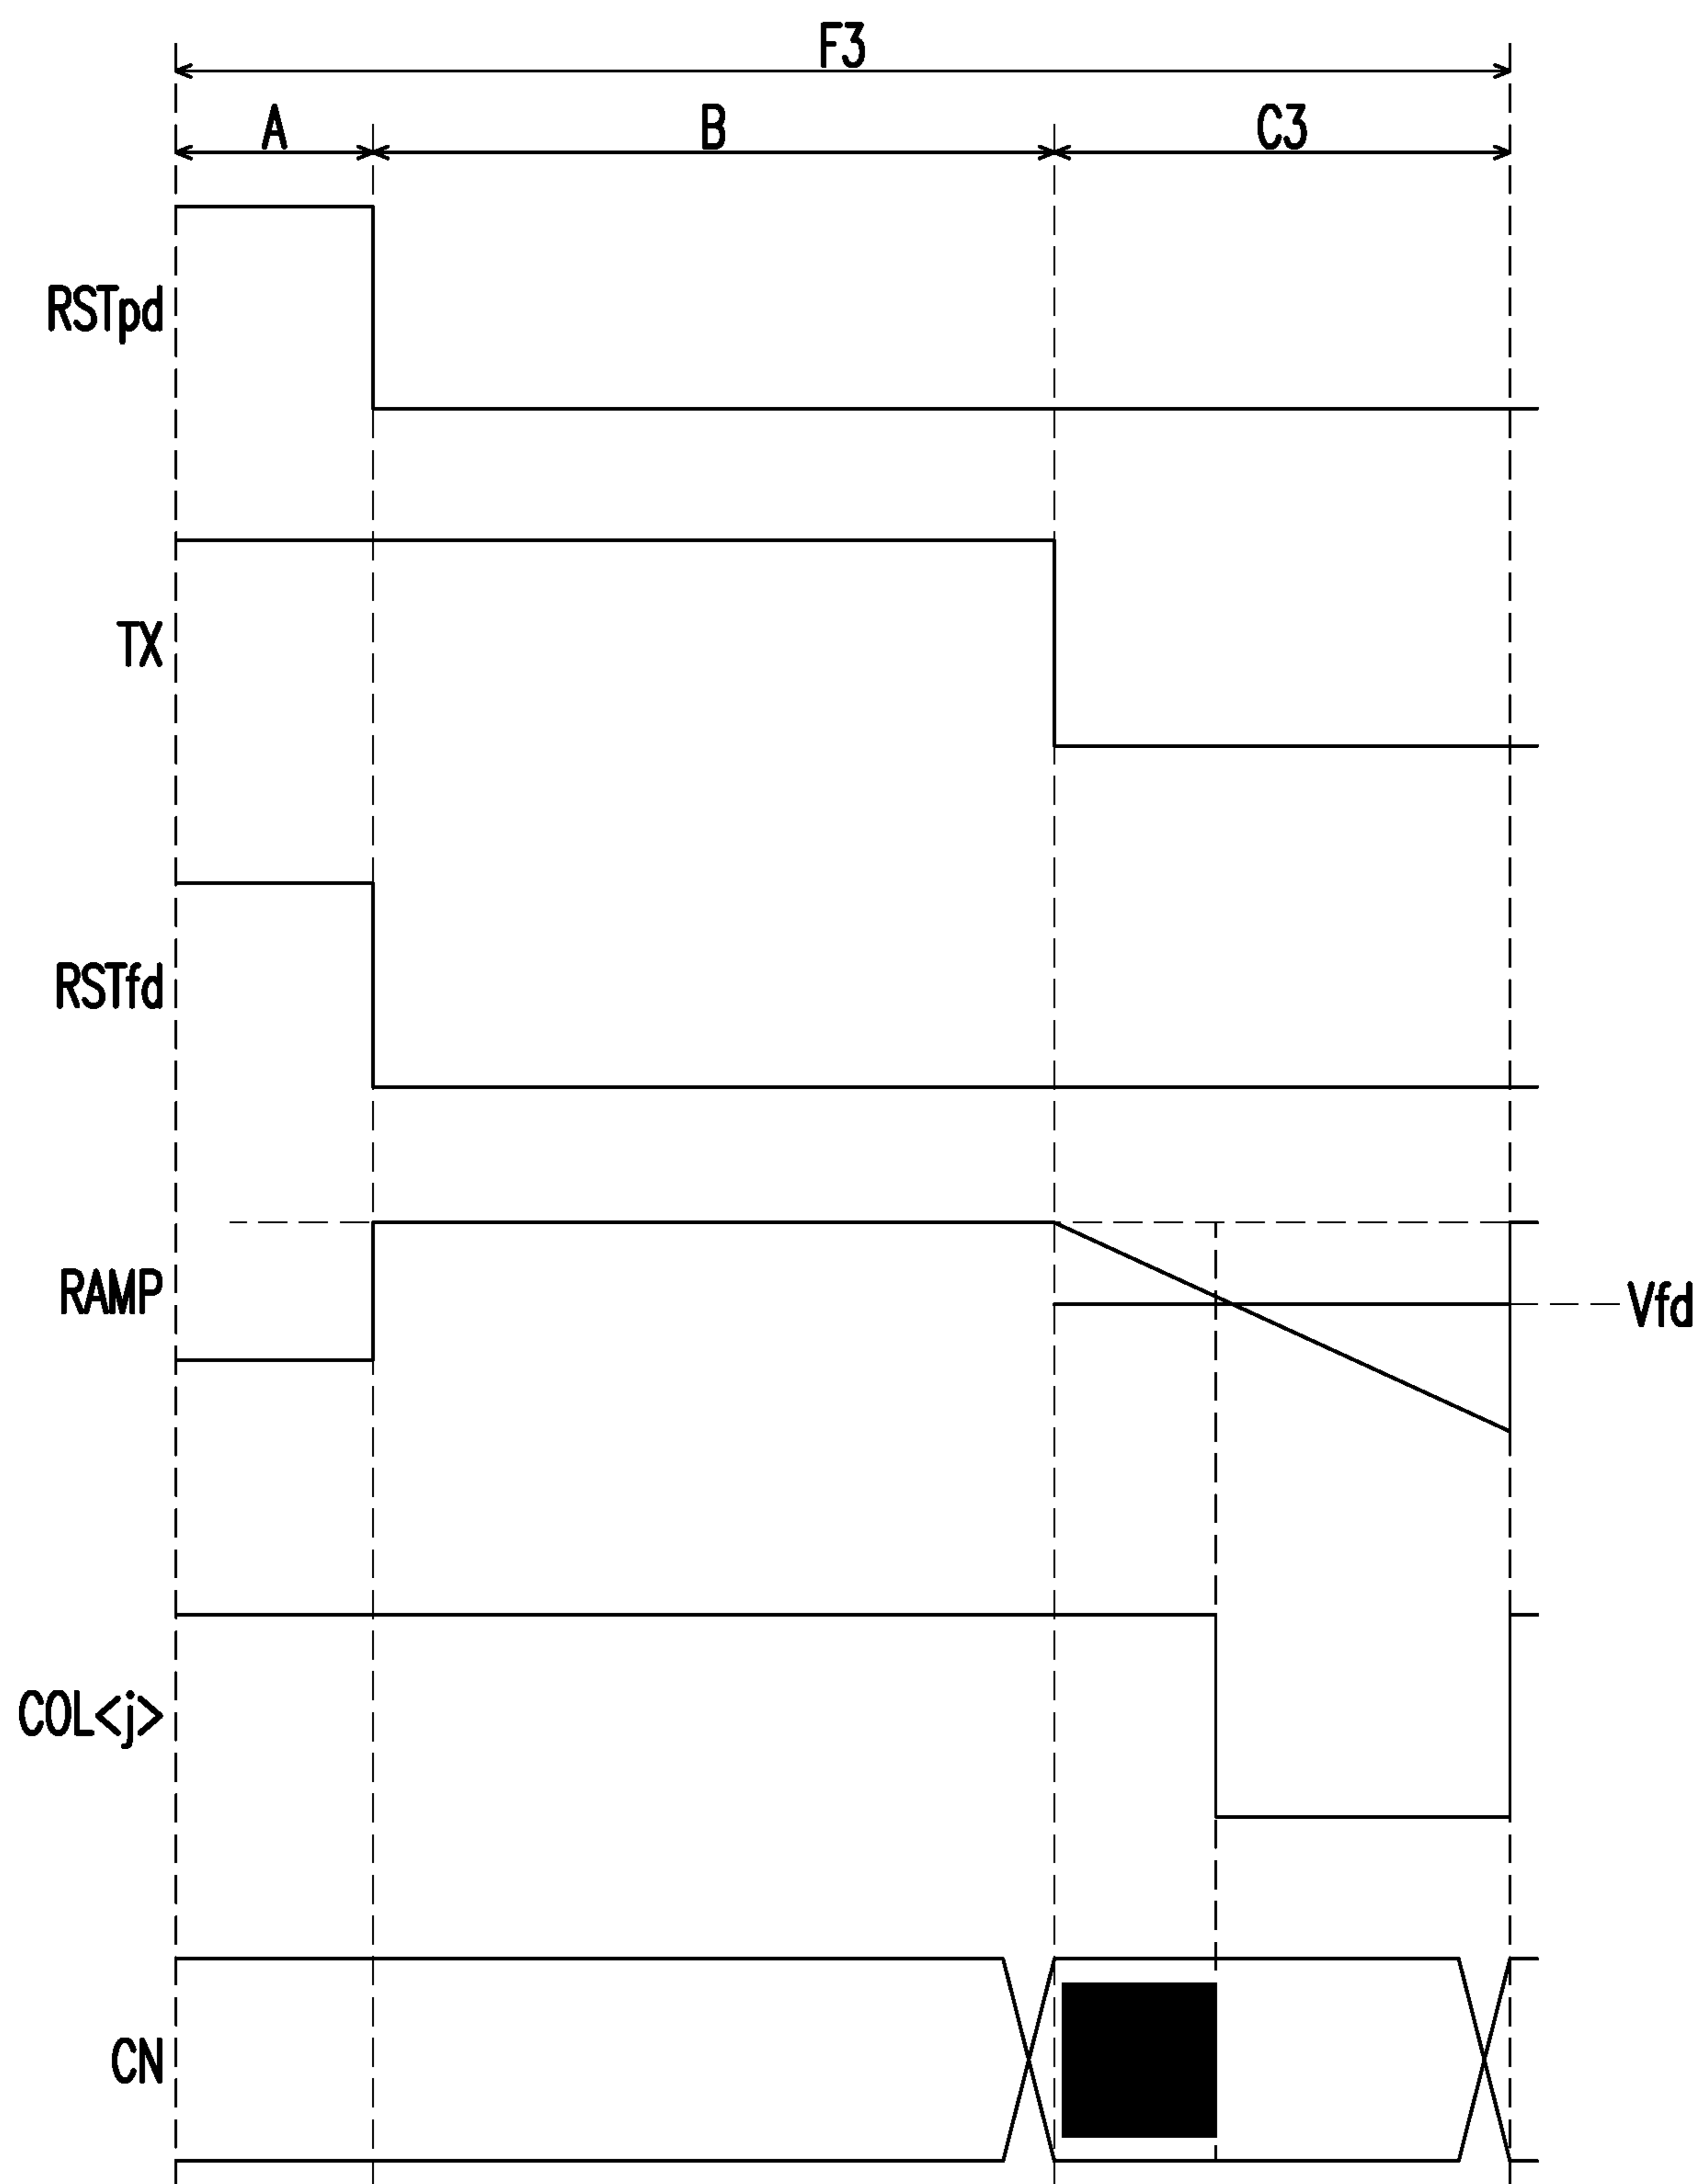 F3
A
B
C3
RSTpd
TX
RSTfd
RAMP
Vfd
COL<j>
CN